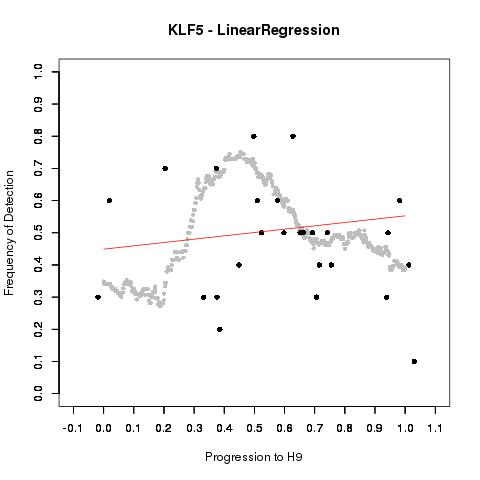 KLF5 - LinearRegression
Frequency of Detection
1.0
0.9
0.8
0.7
0.6
0.5
0.4
0.3
0.2
0.1
0.0
-0.1 0.0 0.1 0.2 0.3 0.4 0.5 0.6 0.7 0.8 0.9 1.0 1.1
Progression to H9